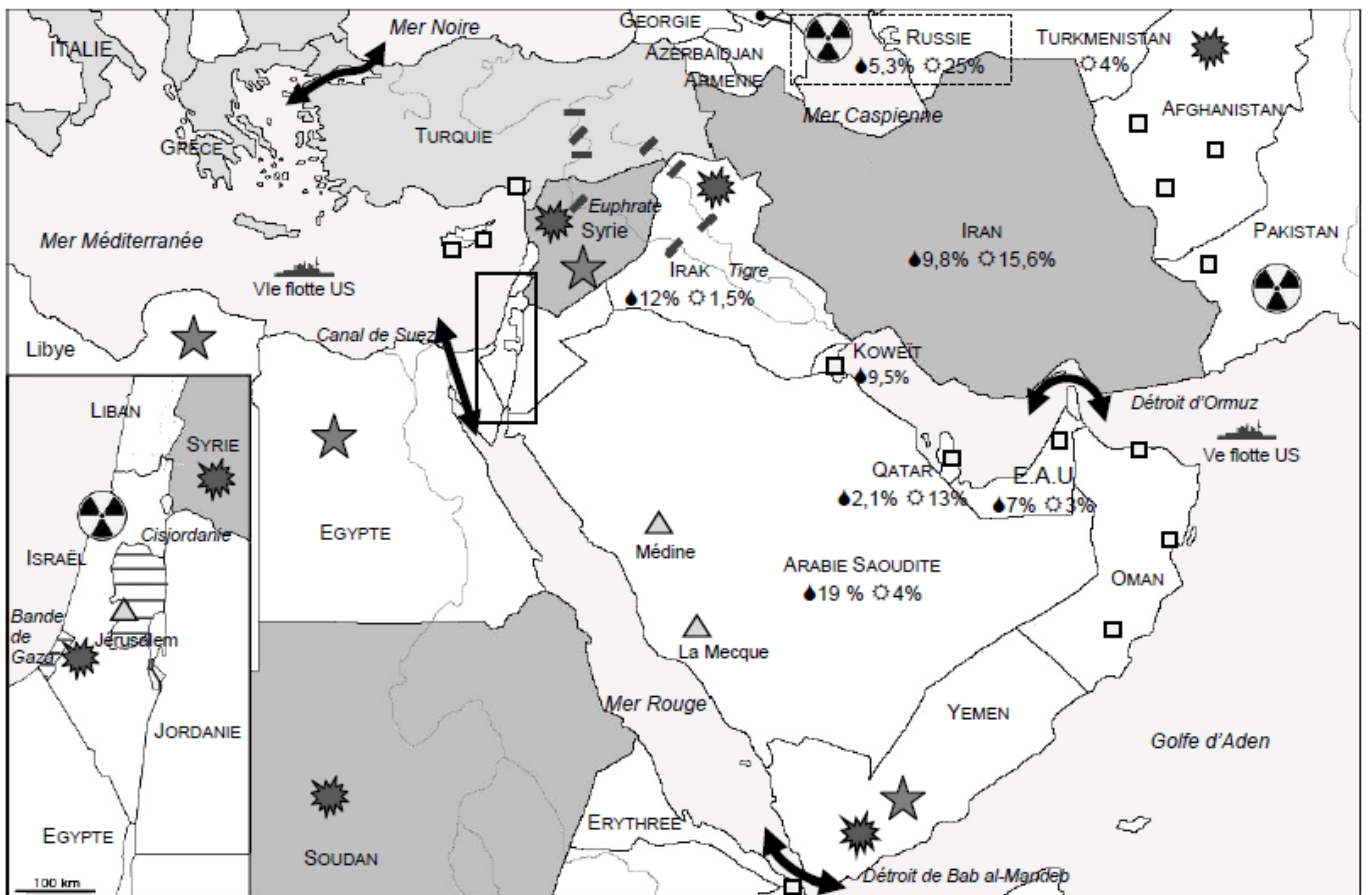 Mer Noire
GEORGIE
RUSSIE
5,3% 25%
TURKMENISTAN
4%
ITALIE
AZERBAIDJAN
ARMENIE
Mer Caspienne
AFGHANISTAN
TURQUIE
GRÈCE
Euphrate
Syrie
IRAN
9,8% 15,6%
PAKISTAN
Mer Méditerranée
VIe flotte US
IRAK
Tigre
12% 1,5%
Canal de Suez
Libye
KOWEÏT
9,5%
Détroit d'Ormuz
Ve flotte US
LIBAN
SYRIE
QATAR
2,1% 13%
E.A.U
7% 3%
Cisjordanie
ISRAËL
EGYPTE
Médine
ARABIE SAOUDITE
19 % 4%
OMAN
Bande
de
Gaza
Jérusalem
La Mecque
Mer Rouge
YEMEN
Golfe d'Aden
JORDANIE
EGYPTE
100 km
SOUDAN
ERYTHREE
Détroit de Bab al-Mandeb